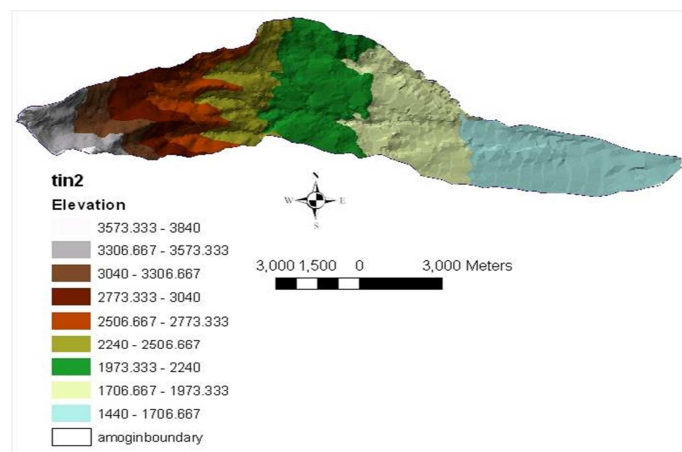 tin2
Elevation
3573.333 - 3840
3306.667 - 3573.333
3040 - 3306.667
2773.333 - 3040
2506.667 - 2773.333
2240 - 2506.667
1973.333 - 2240
1706.667 - 1973.333
1440 - 1706.667
amoginboundary
W E
S
3,000 1,500 0 3,000 Meters